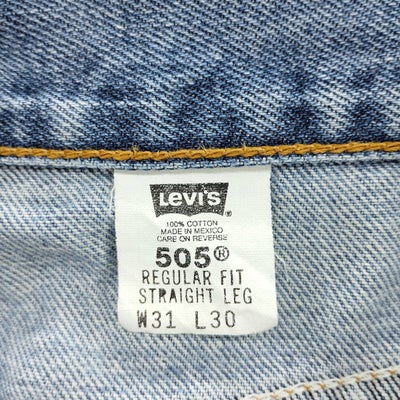 Levi's ®
100% COTTON
MADE IN MEXICO
CARE ON REVERSE
505®
REGULAR FIT
STRAIGHT LEG
W31 L30